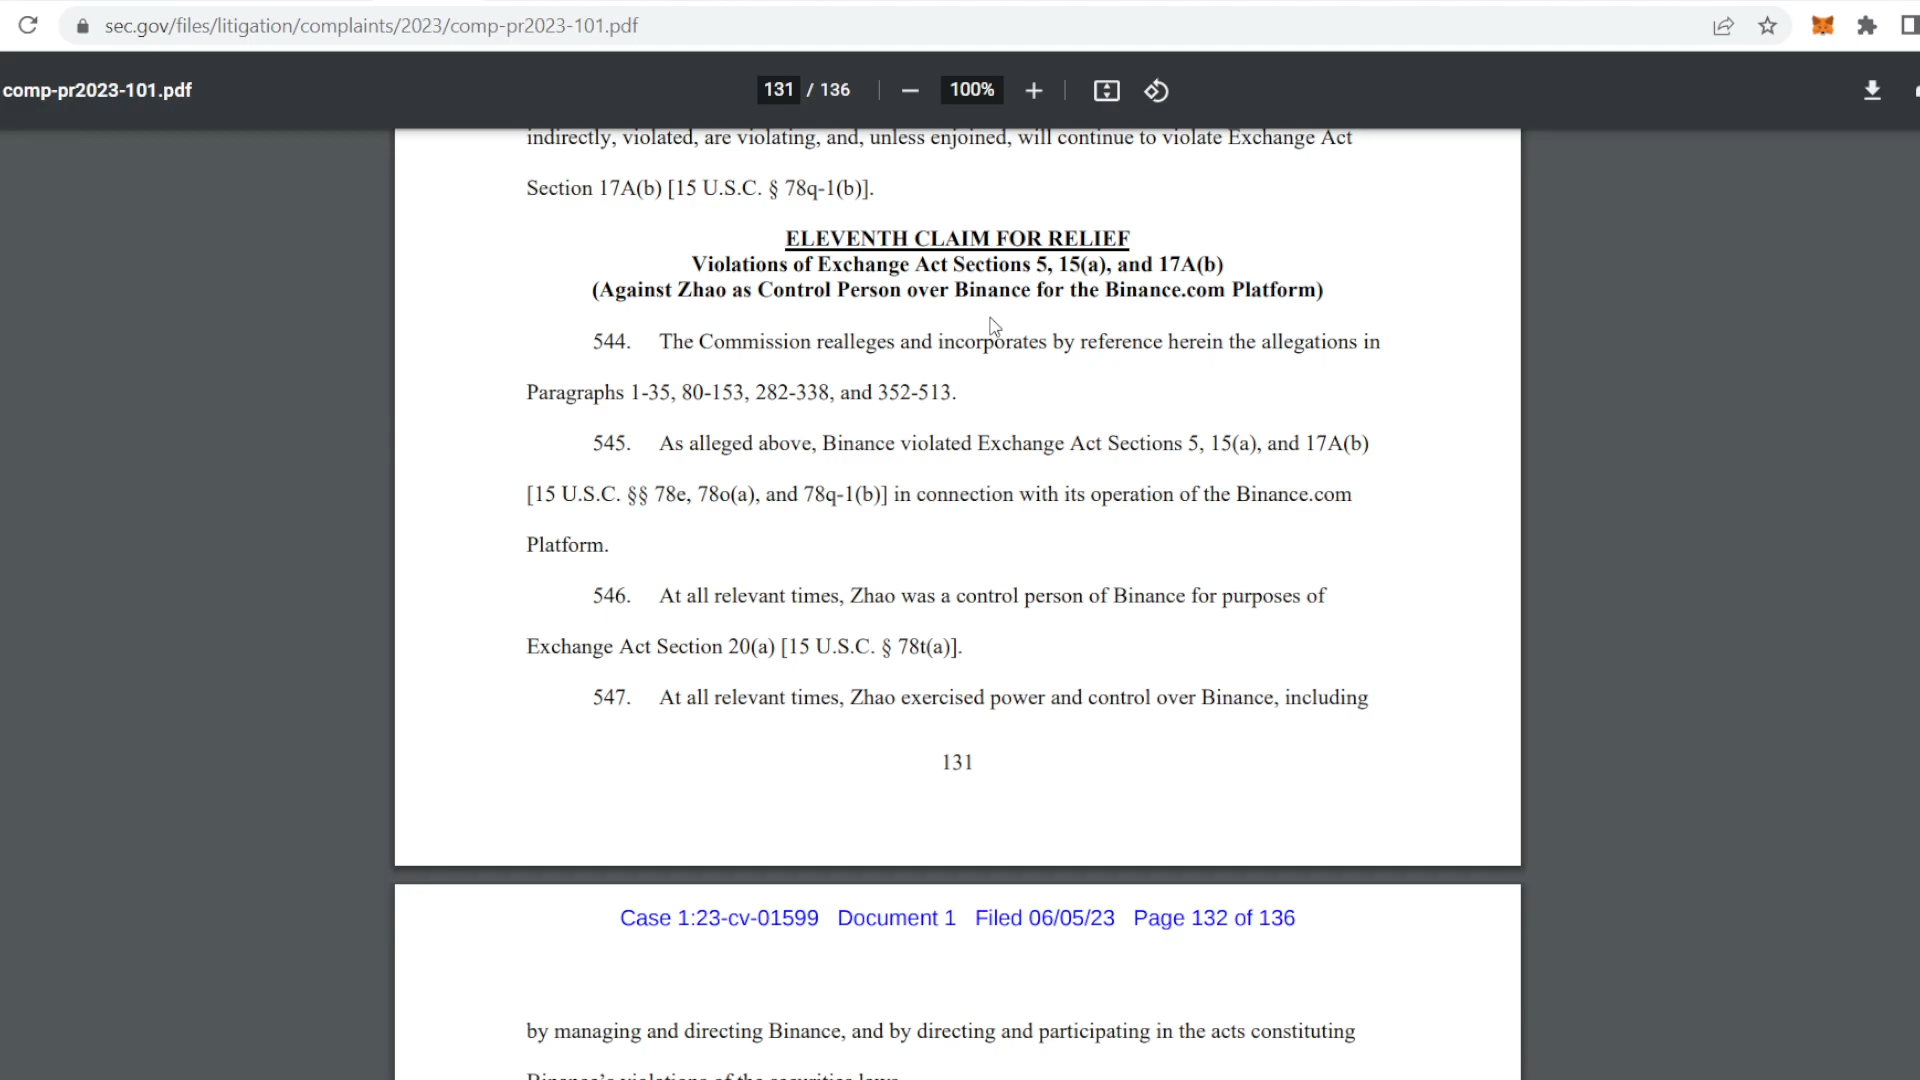 sec.gov/files/litigation/complaints/2023/comp-pr2023-101.pdf
comp-pr2023-101.pdf
131 / 136
100%
indirectly, violated, are violating, and, unless enjoined, will continue to violate Exchange Act
Section 17A(b) [15 U.S.C. § 78q-1(b)].
ELEVENTH CLAIM FOR RELIEF
Violations of Exchange Act Sections 5, 15(a), and 17A(b)
(Against Zhao as Control Person over Binance for the Binance.com Platform)
544. The Commission realleges and incorporates by reference herein the allegations in
Paragraphs 1-35, 80-153, 282-338, and 352-513.
545. As alleged above, Binance violated Exchange Act Sections 5, 15(a), and 17A(b)
[15 U.S.C. §§ 78e, 78o(a), and 78q-1(b)] in connection with its operation of the Binance.com
Platform.
546. At all relevant times, Zhao was a control person of Binance for purposes of
Exchange Act Section 20(a) [15 U.S.C. § 78t(a)].
547. At all relevant times, Zhao exercised power and control over Binance, including
131
Case 1:23-cv-01599 Document 1 Filed 06/05/23 Page 132 of 136
by managing and directing Binance, and by directing and participating in the acts constituting
Binance's violations of the securities laws